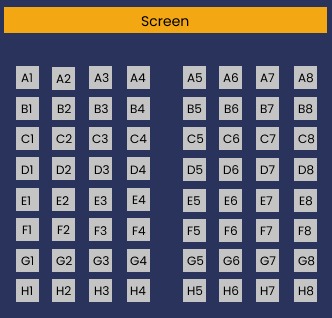 Screen
A1 A2 A3 A4 A5 A6 A7 A8
B1 B2 B3 B4 B5 B6 B7 B8
C1 C2 C3 C4 C5 C6 C7 C8
D1 D2 D3 D4 D5 D6 D7 D8
E1 E2 E3 E4 E5 E6 E7 E8
F1 F2 F3 F4 F5 F6 F7 F8
G1 G2 G3 G4 G5 G6 G7 G8
H1 H2 H3 H4 H5 H6 H7 H8